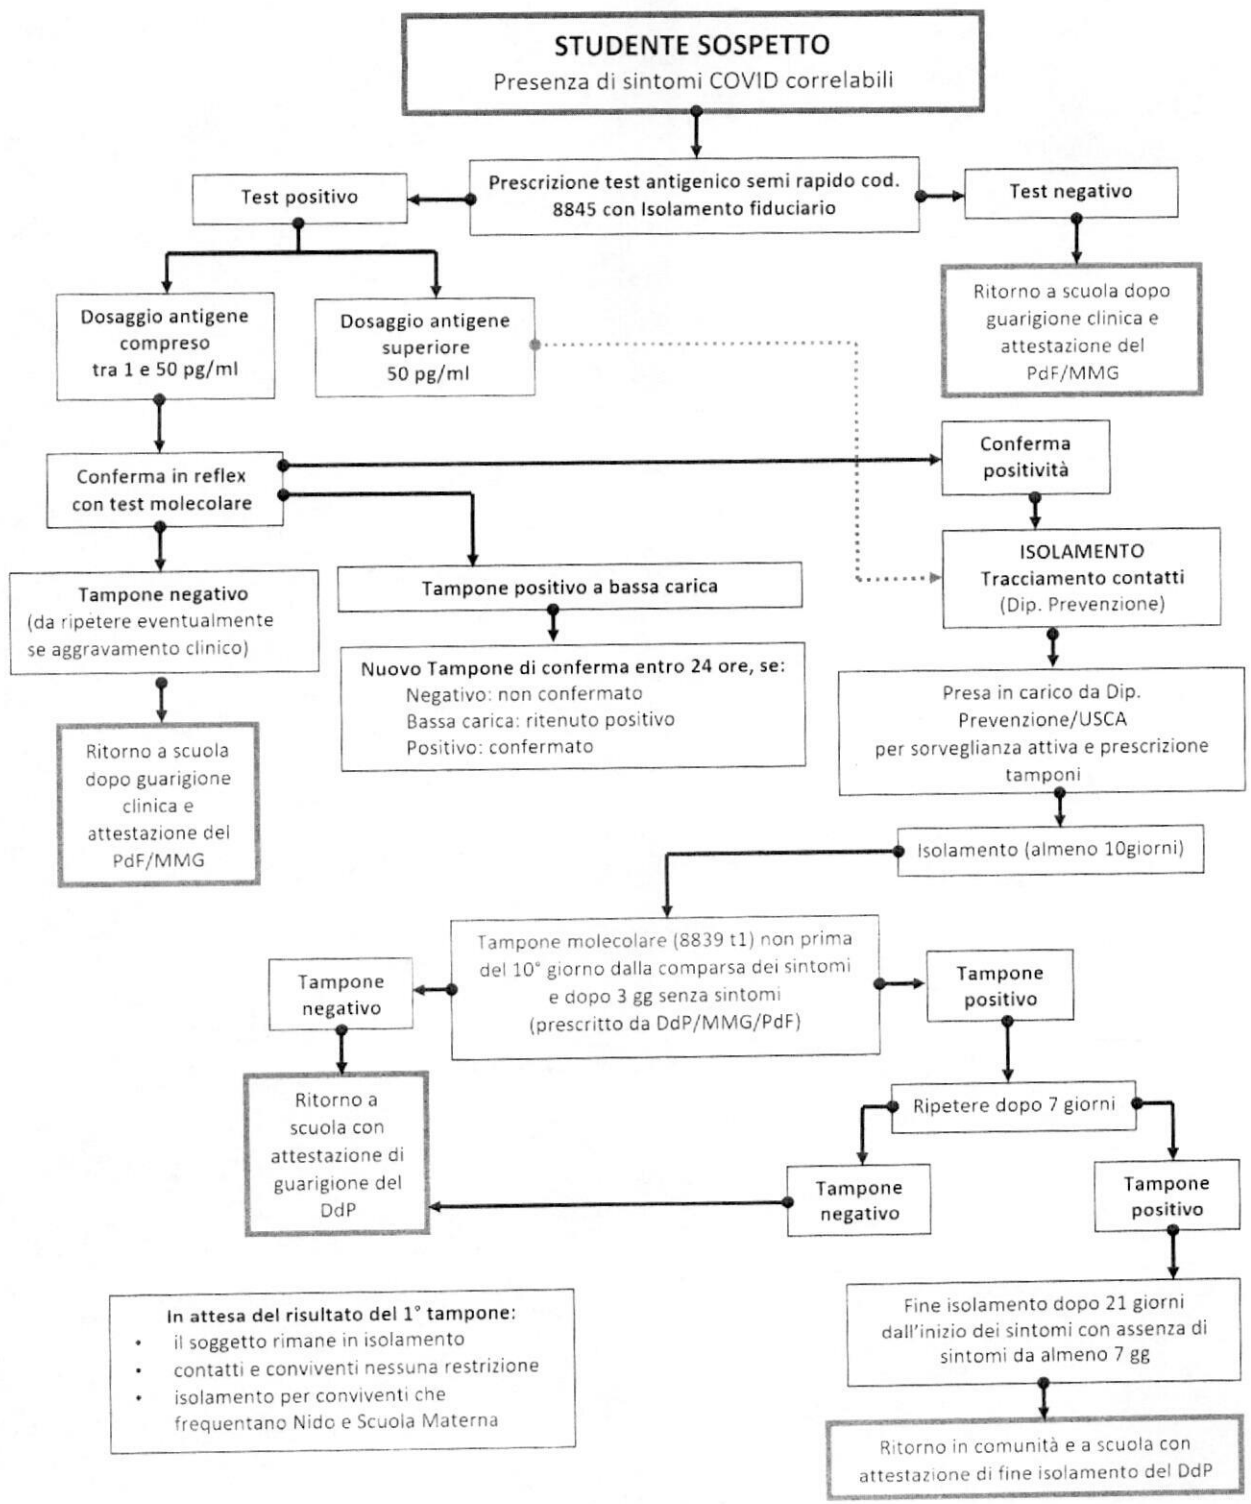 STUDENTE SOSPETTO
Presenza di sintomi COVID correlabili
Prescrizione test antigenico semi rapido cod.
8845 con Isolamento fiduciario
Test positivo
Test negativo
Dosaggio antigene
compreso
tra 1 e 50 pg/ml
Dosaggio antigene
superiore
50 pg/ml
Ritorno a scuola dopo
guarigione clinica e
attestazione del
PdF/MMG
Conferma in reflex
con test molecolare
Conferma
positività
Tampone negativo
(da ripetere eventualmente
se aggravamento clinico)
Tampone positivo a bassa carica
ISOLAMENTO
Tracciamento contatti
(Dip. Prevenzione)
Nuovo Tampone di conferma entro 24 ore, se:
Negativo: non confermato
Bassa carica: ritenuto positivo
Positivo: confermato
Ritorno a scuola
dopo guarigione
clinica e
attestazione del
PdF/MMG
Presa in carico da Dip.
Prevenzione/USCA
per sorveglianza attiva e prescrizione
tamponi
Isolamento (almeno 10giorni)
Tampone molecolare (8839 t1) non prima
del 10° giorno dalla comparsa dei sintomi
e dopo 3 gg senza sintomi
(prescritto da DdP/MMG/PdF)
Tampone
negativo
Tampone
positivo
Ritorno a
scuola con
attestazione di
guarigione del
DdP
Ripetere dopo 7 giorni
Tampone
negativo
Tampone
positivo
Fine isolamento dopo 21 giorni
dall'inizio dei sintomi con assenza di
sintomi da almeno 7 gg
Ritorno in comunità e a scuola con
attestazione di fine isolamento del DdP
In attesa del risultato del 1° tampone:
• il soggetto rimane in isolamento
• contatti e conviventi nessuna restrizione
• isolamento per conviventi che
frequentano Nido e Scuola Materna